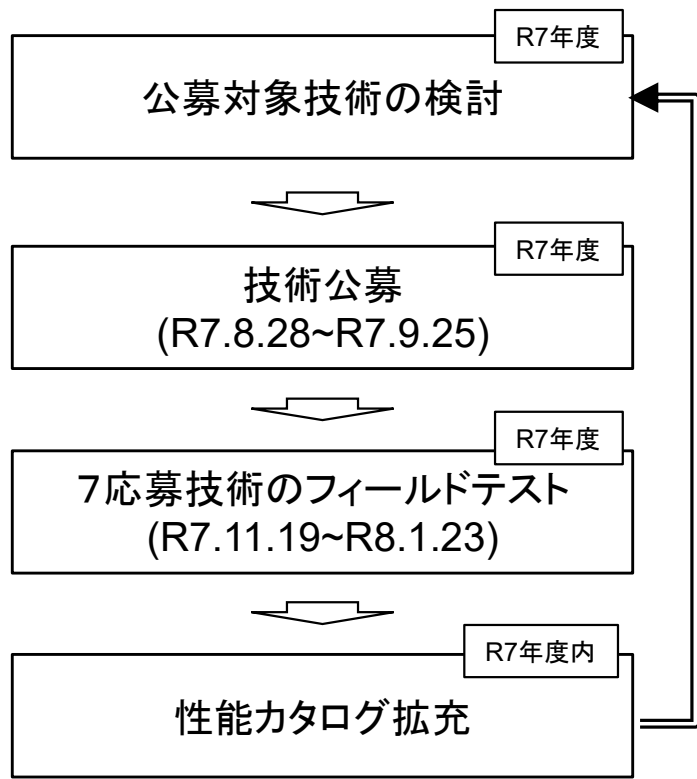 R7年度
公募対象技術の検討
R7年度
技術公募
(R7.8.28~R7.9.25)
R7年度
7応募技術のフィールドテスト
(R7.11.19~R8.1.23)
R7年度内
性能カタログ拡充